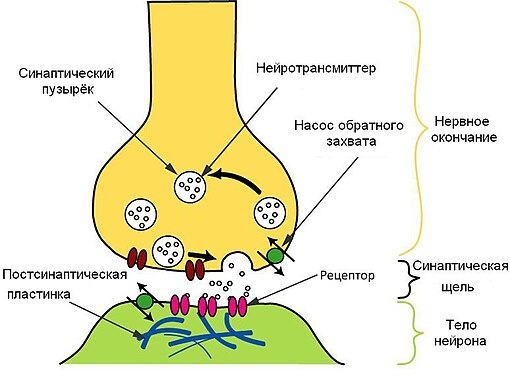 Синаптический
пузырёк
Нейротрансмиттер
Насос обратного
захвата
Нервное
окончание
Постсинаптическая
пластинка
Рецептор
Синаптическая
щель
Тело
нейрона